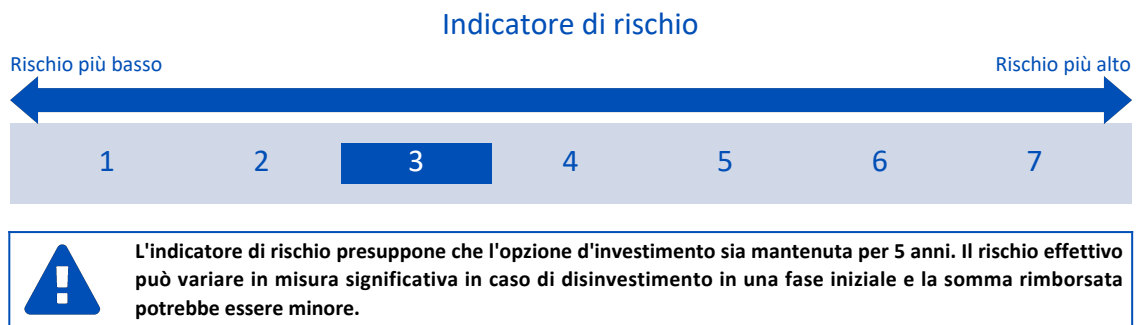 Indicatore di rischio
Rischio più basso
Rischio più alto
1 2 3 4 5 6 7
L'indicatore di rischio presuppone che l'opzione d'investimento sia mantenuta per 5 anni. Il rischio effettivo
può variare in misura significativa in caso di disinvestimento in una fase iniziale e la somma rimborsata
potrebbe essere minore.